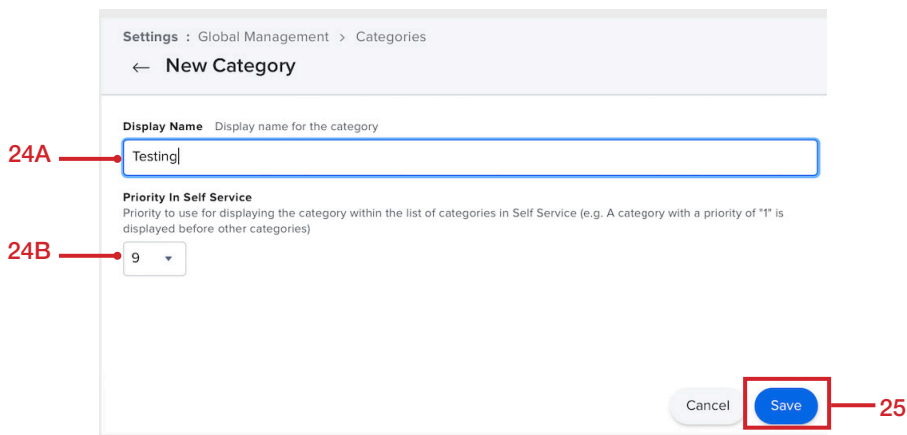 Settings : Global Management > Categories
← New Category
Display Name Display name for the category
24A
Testing
Priority In Self Service
Priority to use for displaying the category within the list of categories in Self Service (e.g. A category with a priority of "1" is
displayed before other categories)
24B
9
Cancel
Save
25